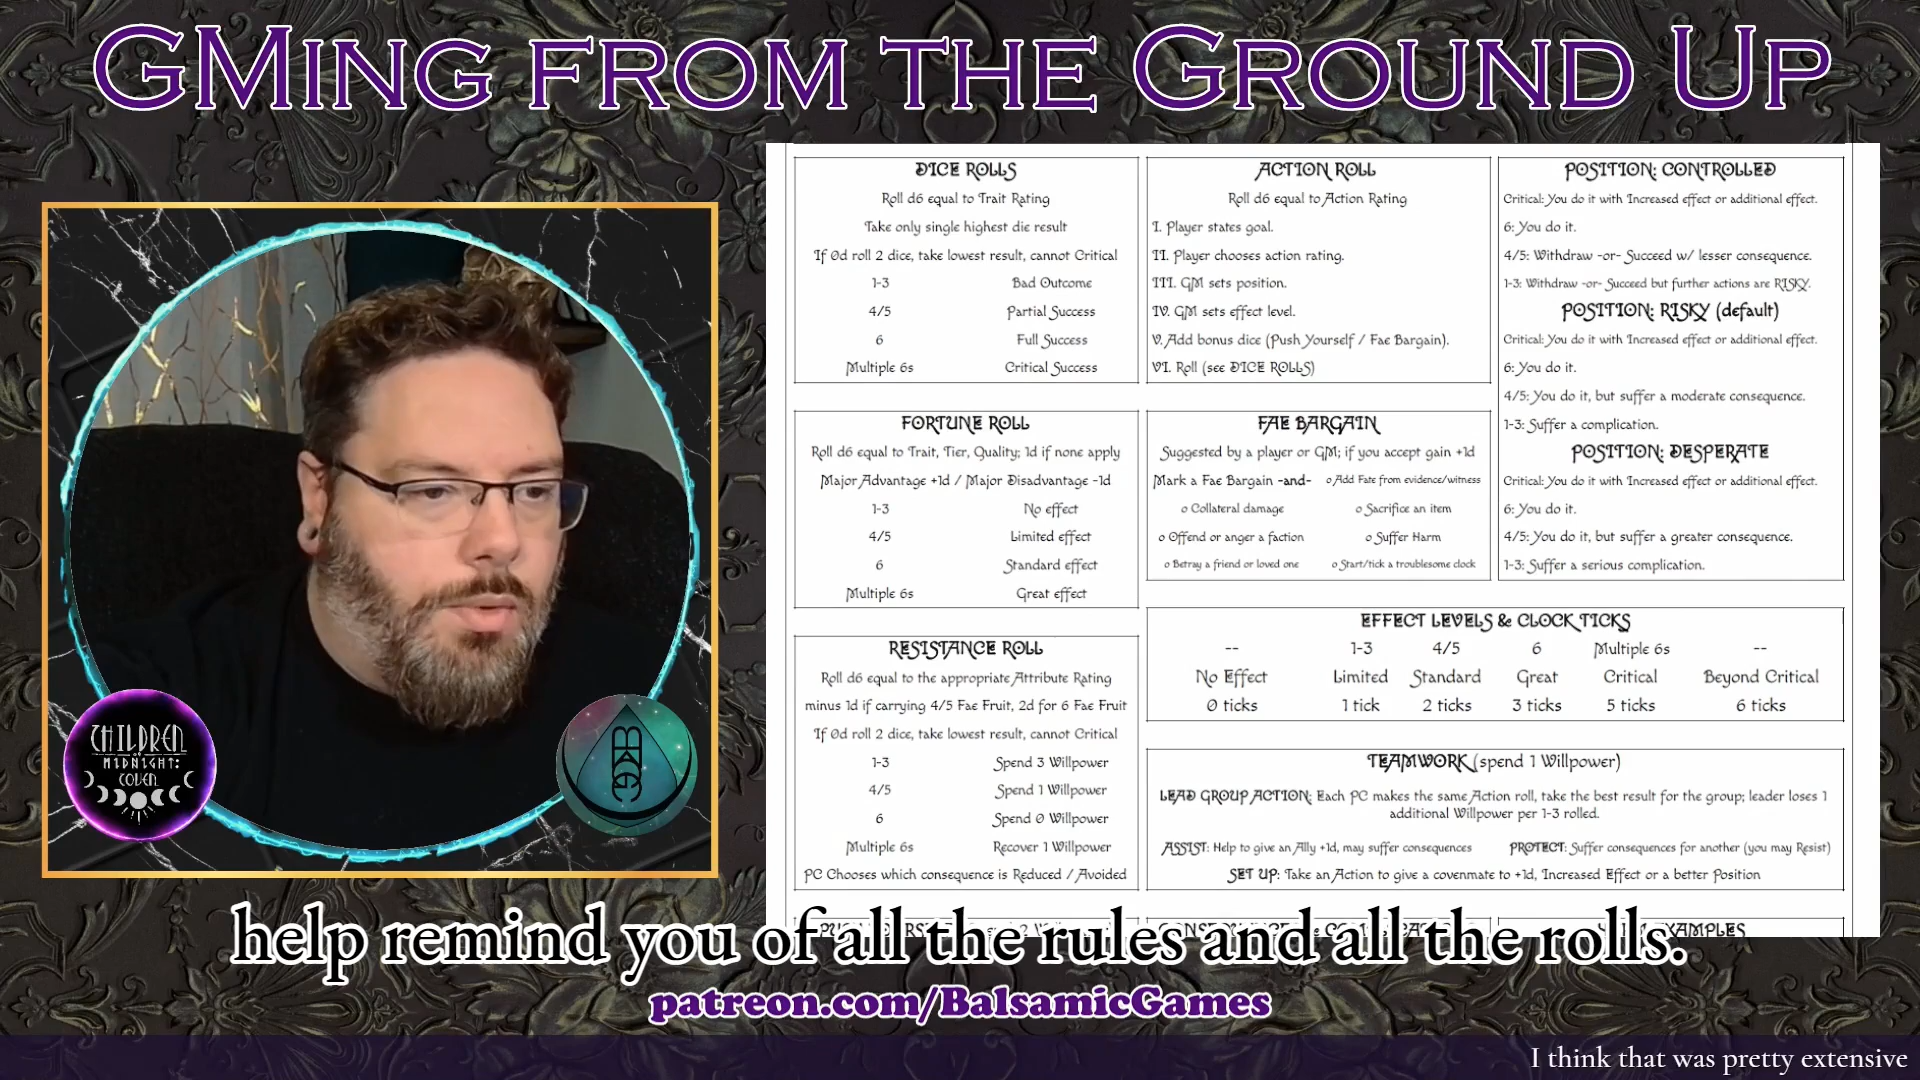 GMing from the Ground Up
DICE ROLLS
Roll d6 equal to Trait Rating
Take only single highest die result
If 0d roll 2 dice, take lowest result, cannot Critical
1-3 Bad Outcome
4/5 Partial Success
6 Full Success
Multiple 6s Critical Success
FORTUNE ROLL
Roll d6 equal to Trait, Tier, Quality; 1d if none apply
Major Advantage +1d / Major Disadvantage -1d
1-3 No effect
4/5 Limited effect
6 Standard effect
Multiple 6s Great effect
RESISTANCE ROLL
Roll d6 equal to the appropriate Attribute Rating
minus 1d if carrying 4/5 Fae Fruit, 2d for 6 Fae Fruit
If 0d roll 2 dice, take lowest result, cannot Critical
1-3 Spend 3 Willpower
4/5 Spend 1 Willpower
6 Spend 0 Willpower
Multiple 6s Recover 1 Willpower
PC Chooses which consequence is Reduced / Avoided
ACTION ROLL
Roll d6 equal to Action Rating
I. Player states goal.
II. Player chooses action rating.
III. GM sets position.
IV. GM sets effect level.
V. Add bonus dice (Push Yourself / Fae Bargain).
VI. Roll (see DICE ROLLS)
FAE BARGAIN
Suggested by a player or GM; if you accept gain +1d
Mark a Fae Bargain -and- o Add Fate from evidence/witness
o Collateral damage o Sacrifice an item
o Offend or anger a faction o Suffer Harm
o Betray a friend or loved one o Start/tick a troublesome clock
POSITION: CONTROLLED
Critical: You do it with Increased effect or additional effect.
6: You do it.
4/5: Withdraw -or- Succeed w/ lesser consequence.
1-3: Withdraw -or- Succeed but further actions are RISKY.
POSITION: RISKY (default)
Critical: You do it with Increased effect or additional effect.
6: You do it.
4/5: You do it, but suffer a moderate consequence.
1-3: Suffer a complication.
POSITION: DESPERATE
Critical: You do it with Increased effect or additional effect.
6: You do it.
4/5: You do it, but suffer a greater consequence.
1-3: Suffer a serious complication.
EFFECT LEVELS & CLOCK TICKS
-- 1-3 4/5 6 Multiple 6s --
No Effect Limited Standard Great Critical Beyond Critical
0 ticks 1 tick 2 ticks 3 ticks 5 ticks 6 ticks
TEAMWORK (spend 1 Willpower)
LEAD GROUP ACTION: Each PC makes the same Action roll, take the best result for the group; leader loses 1
additional Willpower per 1-3 rolled.
ASSIST: Help to give an Ally +1d, may suffer consequences PROTECT: Suffer consequences for another (you may Resist)
SET UP: Take an Action to give a covenmate to +1d, Increased Effect or a better Position
EXAMPLES
CHILDREN
OF
MIDNIGHT:
COVEN
help remind you of all the rules and all the rolls.
patreon.com/BalsamicGames
I think that was pretty extensive